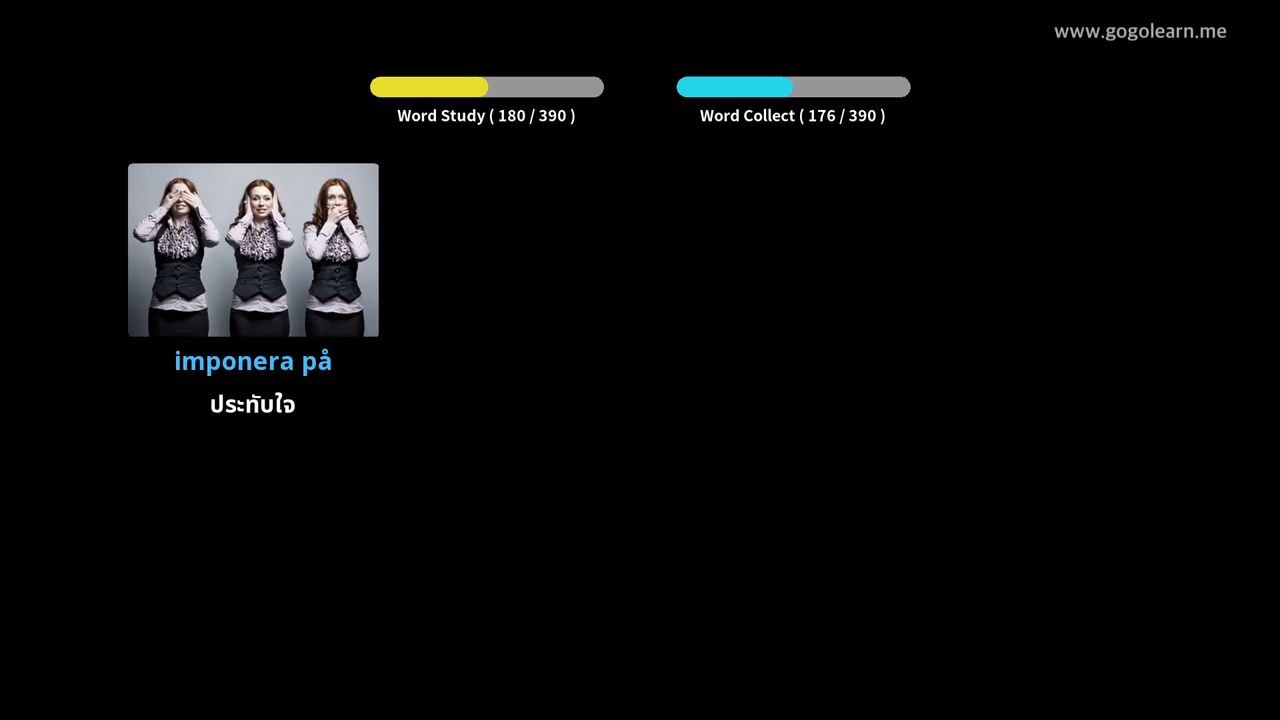 www.gogolearn.me
Word Study ( 180 / 390 )
Word Collect ( 176 / 390 )
imponera på
ประทับใจ